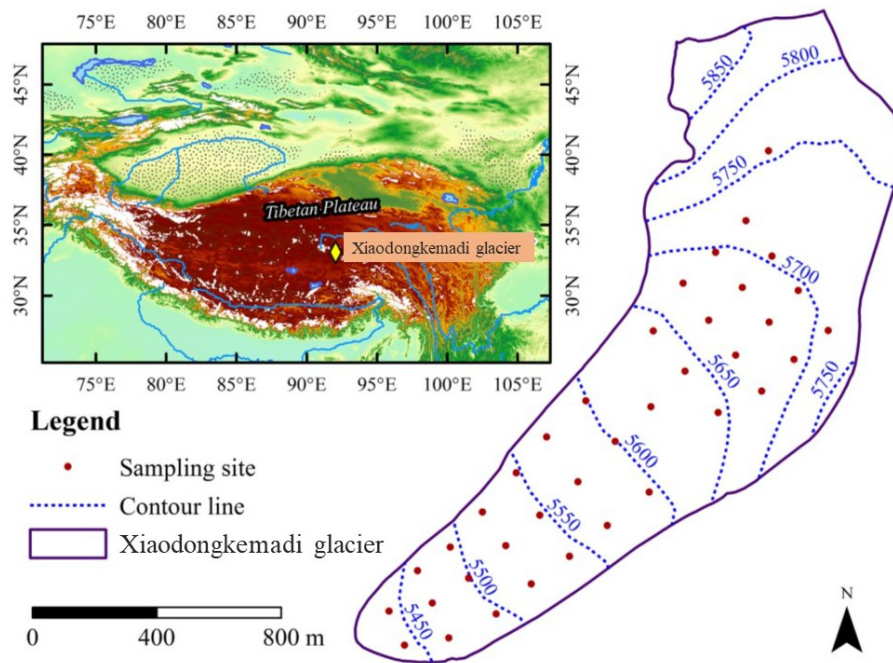 75°E 80°E 85°E 90°E 95°E 100°E 105°E
45°N
40°N
35°N
30°N
45°N
40°N
35°N
30°N
Tibetan Plateau
Xiaodongkemadi glacier
75°E 80°E 85°E 90°E 95°E 100°E 105°E
5850
5800
5750
5700
5650
5750
5600
5550
5500
5450
Legend
Sampling site
Contour line
Xiaodongkemadi glacier
0 400 800 m
N